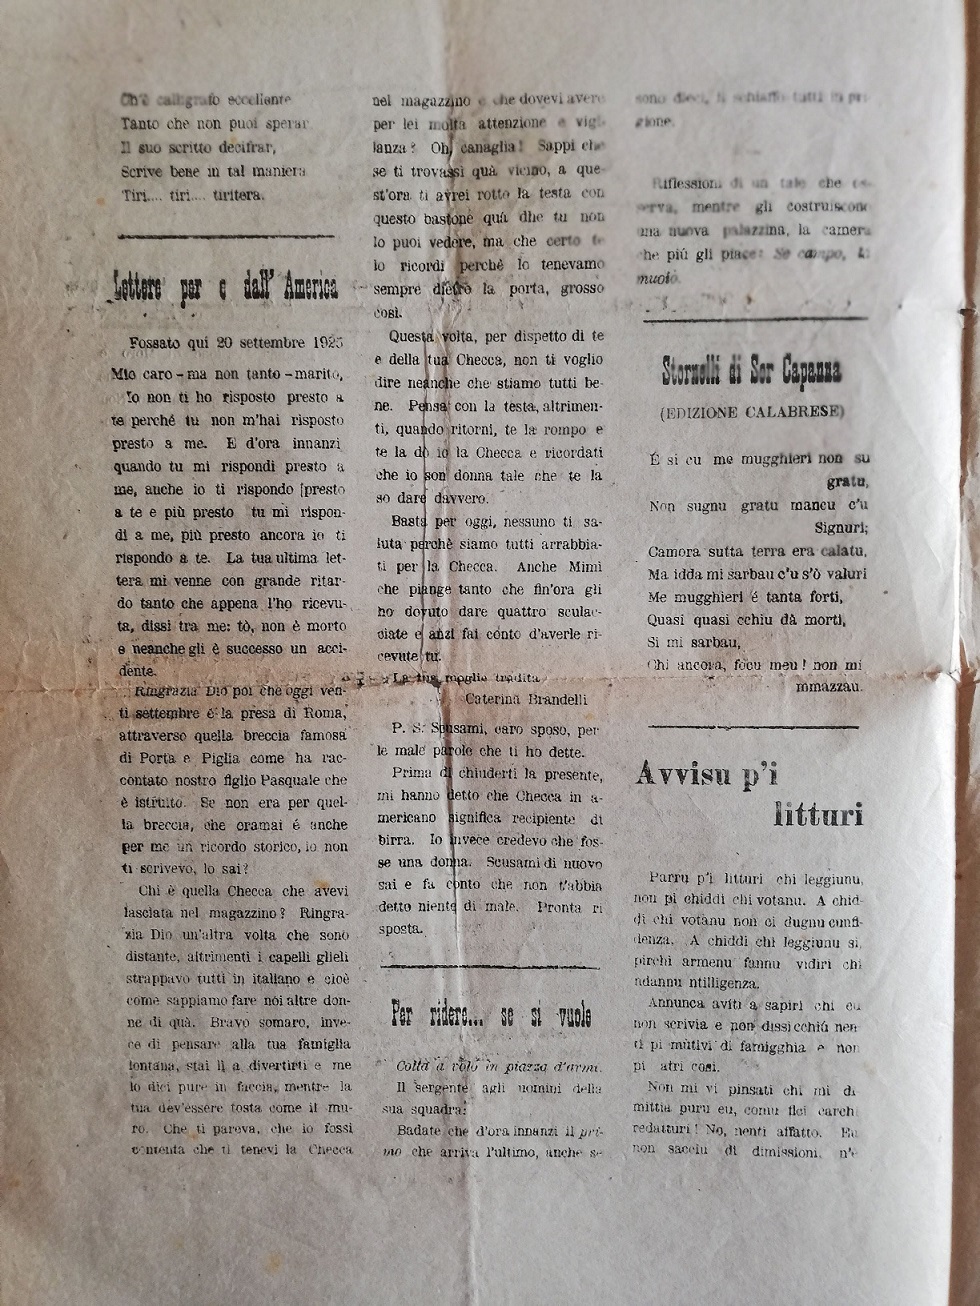 eccellente
Tanto che non puoi sperar
Il suo scritto decifrar,
Scrive bene in tal maniera
Tiri.... tiri.... tiritera.
Lettere per e dall' America
Fossato qui 20 settembre 1925
Mio caro - ma non tanto - marito,
Io non ti ho risposto presto a
te perché tu non m'hai risposto
presto a me. E d'ora innanzi
quando tu mi rispondi presto a
me, anche io ti rispondo [presto
a te e più presto tu mi rispon-
di a me, più presto ancora io ti
rispondo a te. La tua ultima let-
tera mi venne con grande ritar-
do tanto che appena l'ho ricevu-
ta, dissi tra me: tò, non è morto
e neanche gli è successo un acci-
dente.
Ringrazia Dio poi che oggi ven-
ti settembre é la presa di Roma,
attraverso quella breccia famosa
di Porta e Piglia come ha rac-
contato nostro figlio Pasquale che
è istruito. Se non era per quel-
la breccia, che oramai é anche
per me un ricordo storico, io non
ti scrivevo, lo sai?
Chi è quella Checca che avevi
lasciata nel magazzino? Ringra-
zia Dio un'altra volta che sono
distante, altrimenti i capelli glieli
strappavo tutti in italiano e cioè
come sappiamo fare noi altre don-
ne di quà. Bravo somaro, inve-
ce di pensare alla tua famiglia
lontana, stai lì a divertirti e me
lo dici pure in faccia, mentre la
tua dev'essere tosta come il mu-
ro. Che ti pareva, che io fossi
contenta che ti tenevi la Checca
nel magazzino e che dovevi avere
per lei molta attenzione e vigi-
lanza? Oh, canaglia! Sappi che
se ti trovassi quà vicino, a que-
st'ora ti avrei rotto la testa con
questo bastone quà dhe tu non
lo puoi vedere, ma che certo te
lo ricordi perchè lo tenevamo
sempre dietro la porta, grosso
così.
Questa volta, per dispetto di te
e della tua Checca, non ti voglio
dire neanche che stiamo tutti be-
ne. Pensa con la testa, altrimen-
ti, quando ritorni, te la rompo e
te la dò io la Checca e ricordati
che io son donna tale che te la
so dare davvero.
Basta per oggi, nessuno ti sa-
luta perchè siamo tutti arrabbia-
ti per la Checca. Anche Mimì
che piange tanto che fin'ora gli
ho dovuto dare quattro sculac-
ciate e anzi fai conto d'averle ri-
cevute tu.
La tua moglie tradita
Caterina Brandelli
P. S. Scusami, caro sposo, per
le male parole che ti ho dette.
Prima di chiuderti la presente,
mi hanno detto che Checca in a-
mericano significa recipiente di
birra. Io invece credevo che fos-
se una donna. Scusami di nuovo
sai e fa conto che non t'abbia
detto niente di male. Pronta ri
sposta.
Per ridere... se si vuole
Colta a volo in piazza d'armi.
Il sergente agli uomini della
sua squadra:
Badate che d'ora innanzi il pri-
mo che arriva l'ultimo, anche se
tutti
zione.
Riflessioni di un tale che os-
serva, mentre gli costruiscono
una nuova palazzina, la camera
che più gli piace: Se campo, ci
muoio
Stornelli di Sor Capanna
(EDIZIONE CALABRESE)
É si cu me mugghieri non su
gratu,
Non sugnu gratu mancu c'u
Signuri;
Camora sutta terra era calatu,
Ma idda mi sarbau c'u s'ò valuri
Me mugghieri é tanta forti,
Quasi quasi cchiu dà morti,
Si mi sarbau,
Chi ancora, focu meu! non mi
mmazzau.
Avvisu p'i
litturi
Parru p'i litturi chi leggiunu,
non pi chiddi chi votanu. A chid-
di chi votanu non ci dugnu cunfi-
denza. A chiddi chi leggiunu si,
pirchi armenu fannu vidiri chi
ndannu ntilligenza.
Annunca aviti a sapiri chi eu
non scrivia e non dissi cchiù nen
ti pi mutivi di famigghia e non
pi atri cosi.
Non mi vi pinsati chi mi di
mittia puru eu, comu fici carchi
redatturi! No, nenti affatto. Eu
non sacciu di dimissioni, n'e